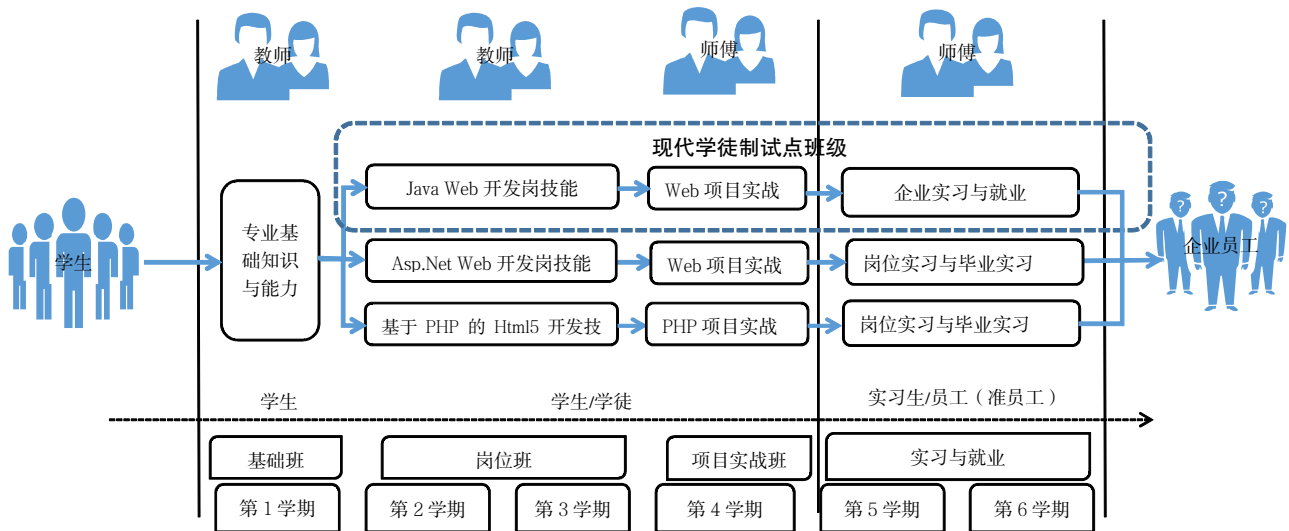 教师
教师
师傅
师傅
现代学徒制试点班级
Java Web 开发岗技能
Web 项目实战
企业实习与就业
学生
专业基
础知识
与能力
Asp.Net Web 开发岗技能
Web 项目实战
岗位实习与毕业实习
企业员工
? ? ?
基于 PHP 的 Html5 开发技
PHP 项目实战
岗位实习与毕业实习
学生
学生/学徒
实习生/员工（准员工）
基础班
岗位班
项目实战班
实习与就业
第 1 学期
第 2 学期
第 3 学期
第 4 学期
第 5 学期
第 6 学期